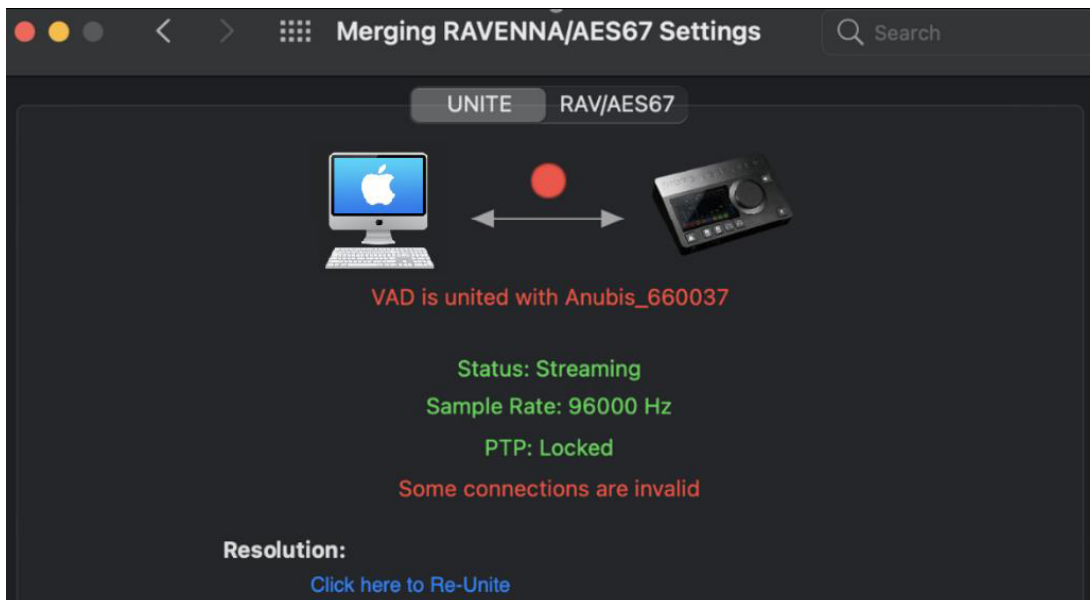 Merging RAVENNA/AES67 Settings
Search
UNITE
RAV/AES67
VAD is united with Anubis_660037
Status: Streaming
Sample Rate: 96000 Hz
PTP: Locked
Some connections are invalid
Resolution:
Click here to Re-Unite